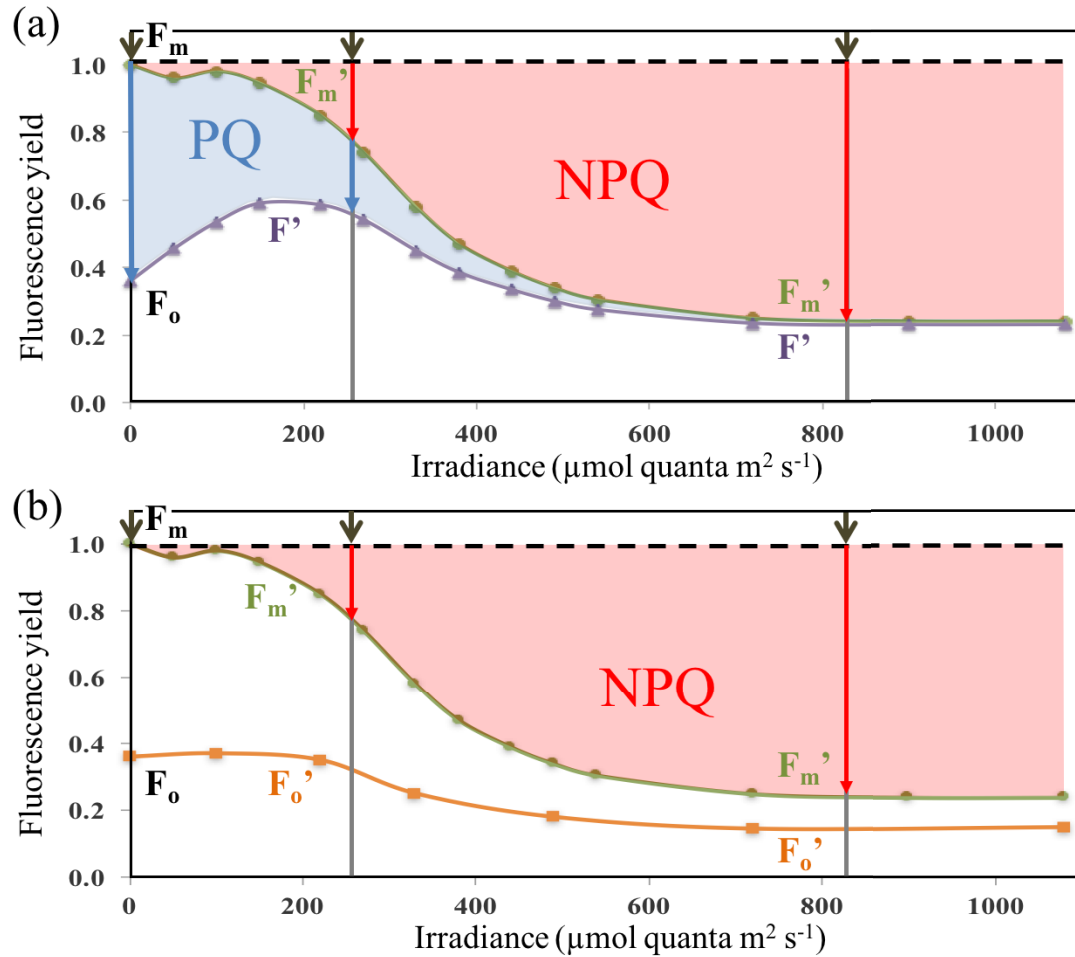 (a)
Fm
1.0
0.8
0.6
0.4
0.2
0.0
Fluorescence yield
PQ
NPQ
Fm’
F’
Fo
Fm’
F’
0
200
400
600
800
1000
Irradiance (µmol quanta m² s⁻¹)
(b)
Fm
1.0
0.8
0.6
0.4
0.2
0.0
Fluorescence yield
Fm’
NPQ
Fo
Fo’
Fm’
Fo’
0
200
400
600
800
1000
Irradiance (µmol quanta m² s⁻¹)